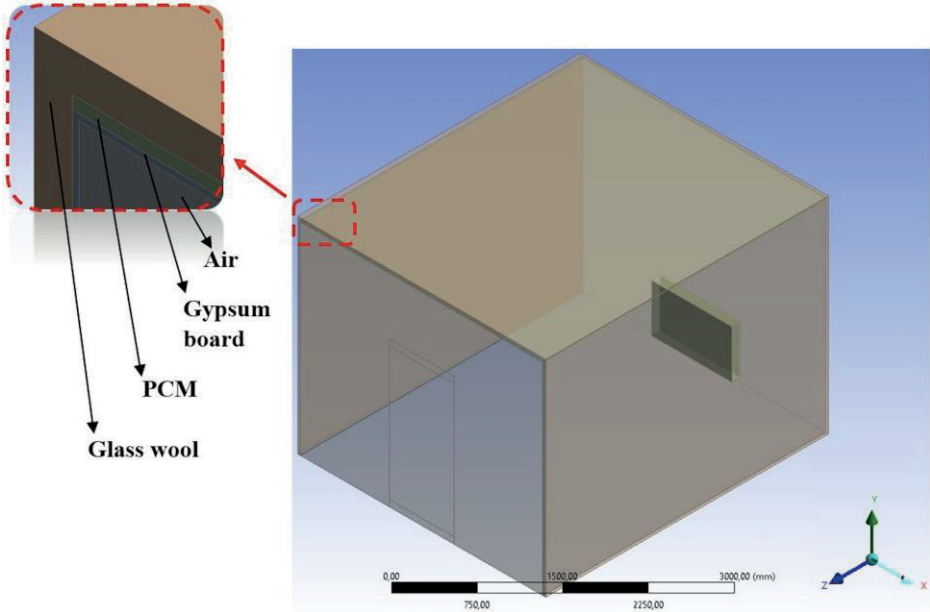 Air
Gypsum
board
PCM
Glass wool
0,00 1500,00 3000,00 (mm)
750,00 2250,00
Y
Z X